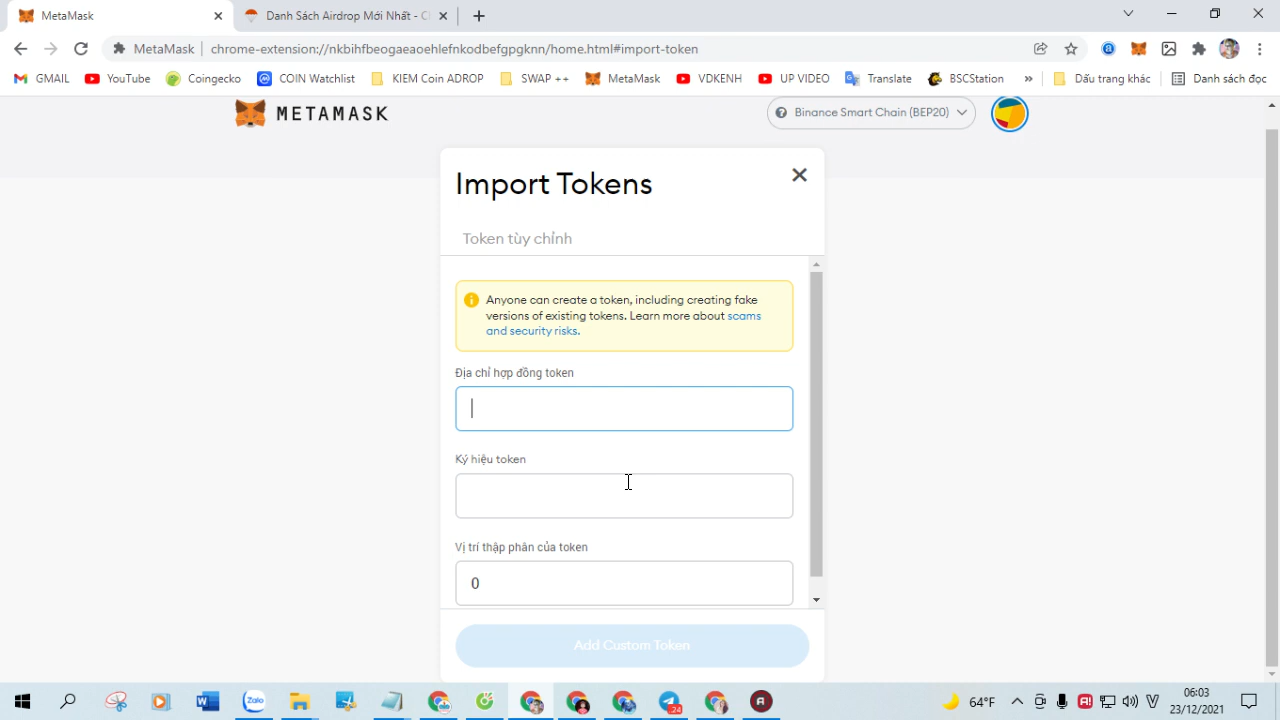 MetaMask
Danh Sách Airdrop Mới Nhất - C
MetaMask
chrome-extension://nkbihfbeogaeaoehlefnkodbefgpgknn/home.html#import-token
GMAIL
YouTube
Coingecko
COIN Watchlist
KIEM Coin ADROP
SWAP ++
MetaMask
VDKENH
UP VIDEO
Translate
BSCStation
»
Dấu trang khác
Danh sách đọc
METAMASK
Binance Smart Chain (BEP20)
Import Tokens
Token tùy chỉnh
Anyone can create a token, including creating fake
versions of existing tokens. Learn more about scams
and security risks.
Địa chỉ hợp đồng token
Ký hiệu token
Vị trí thập phân của token
0
Add Custom Token
Zalo
24
64°F
06:03
23/12/2021